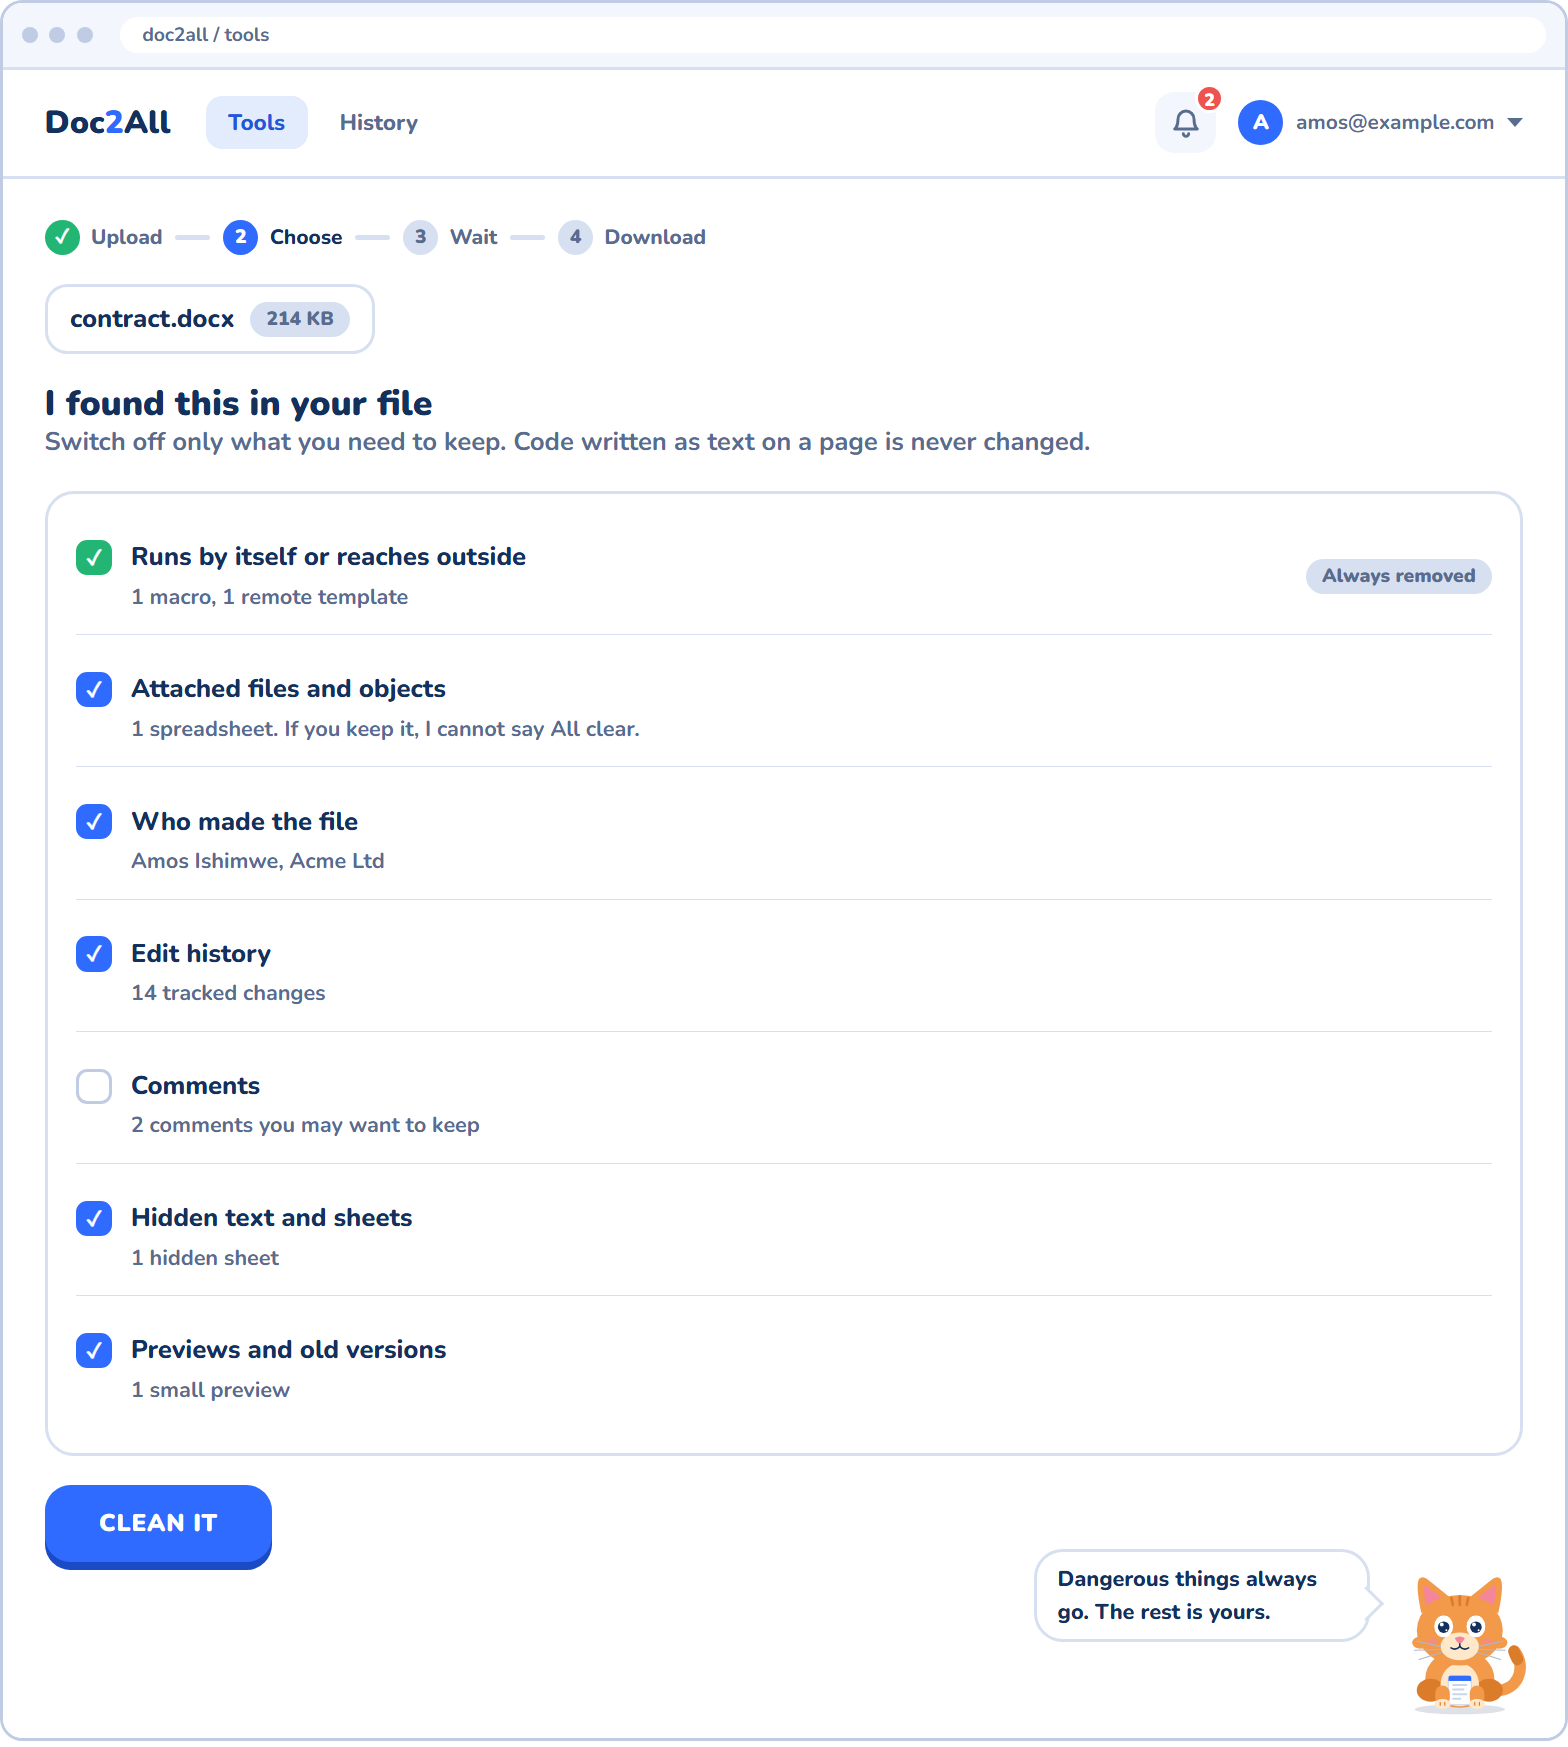 doc2all / tools
Doc2All
Tools
History
2
A
amos@example.com
✓ Upload
2 Choose
3 Wait
4 Download
contract.docx
214 KB
I found this in your file
Switch off only what you need to keep. Code written as text on a page is never changed.
Runs by itself or reaches outside
1 macro, 1 remote template
Always removed
Attached files and objects
1 spreadsheet. If you keep it, I cannot say All clear.
Who made the file
Amos Ishimwe, Acme Ltd
Edit history
14 tracked changes
Comments
2 comments you may want to keep
Hidden text and sheets
1 hidden sheet
Previews and old versions
1 small preview
CLEAN IT
Dangerous things always
go. The rest is yours.